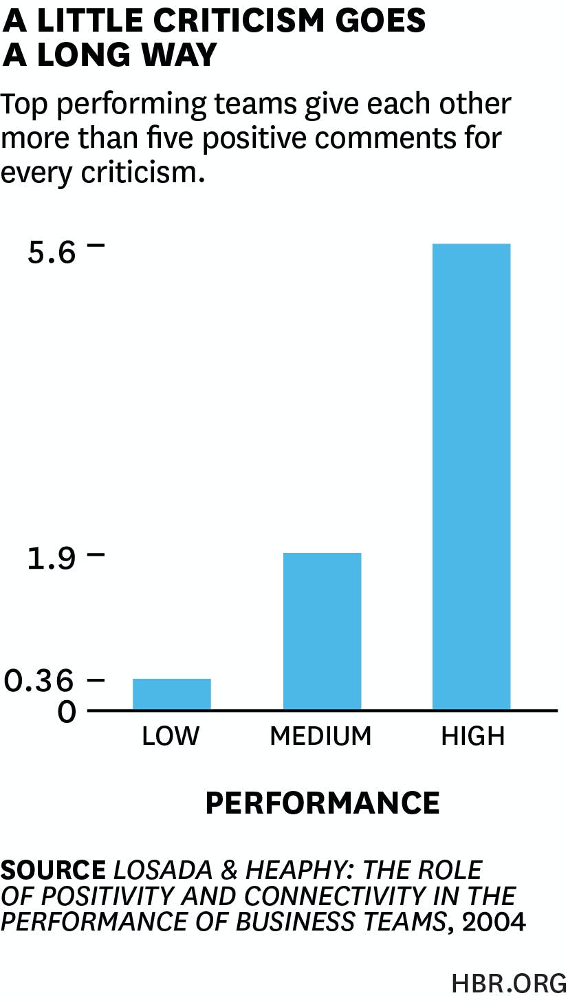 A LITTLE CRITICISM GOES
A LONG WAY
Top performing teams give each other
more than five positive comments for
every criticism.
5.6
1.9
0.36
0
LOW MEDIUM HIGH
PERFORMANCE
SOURCE LOSADA & HEAPHY: THE ROLE
OF POSITIVITY AND CONNECTIVITY IN THE
PERFORMANCE OF BUSINESS TEAMS, 2004
HBR.ORG